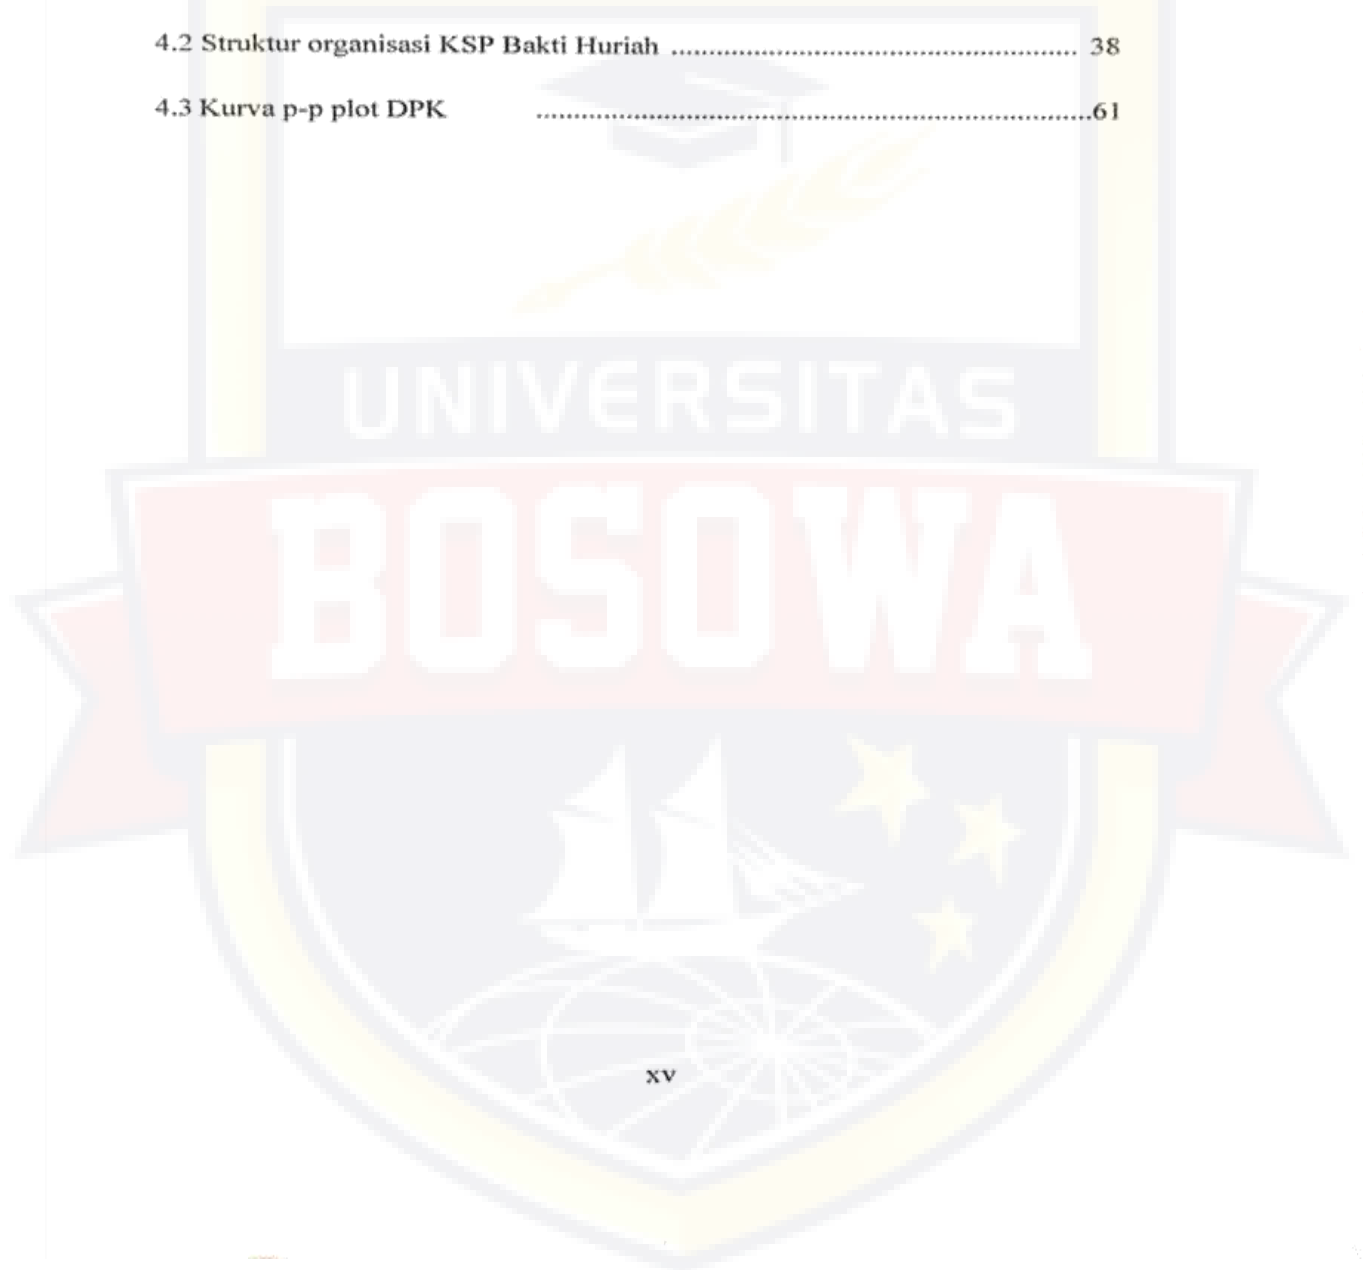 4.2 Struktur organisasi KSP Bakti Huriah ...................................................... 38
4.3 Kurva p-p plot DPK ..........................................................................61
UNIVERSITAS
BOSOWA
xv